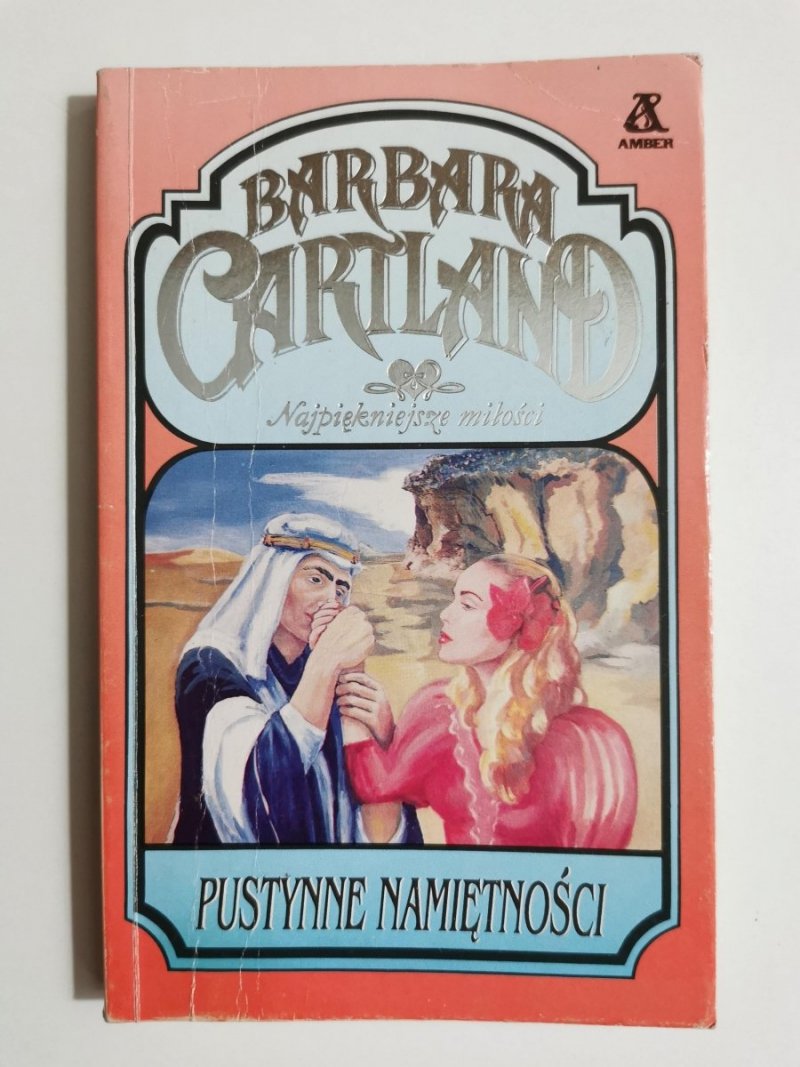 AMBER
BARBARA
CARTLAND
Najpiękniejsze miłości
PUSTYNNE NAMIĘTNOŚCI